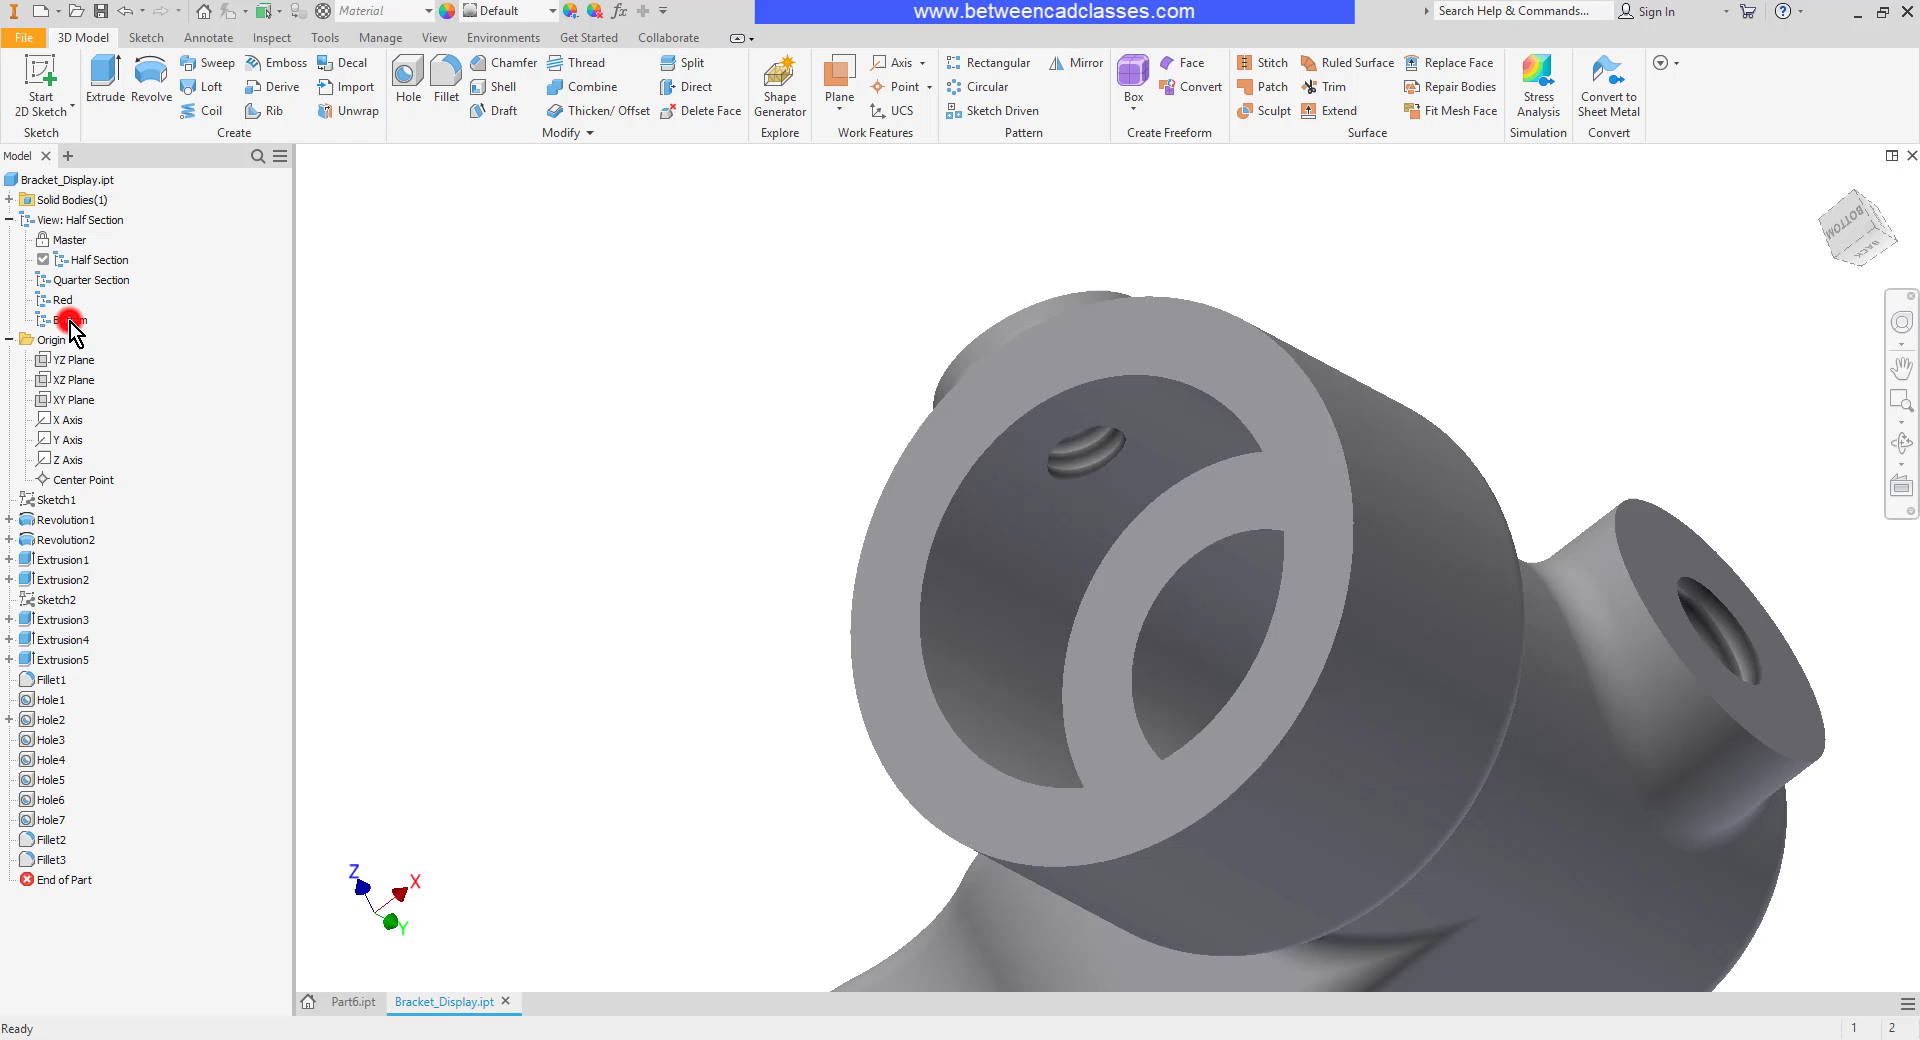 Material
Default
www.betweencadclasses.com
Search Help & Commands...
Sign In
File
3D Model
Sketch
Annotate
Inspect
Tools
Manage
View
Environments
Get Started
Collaborate
Start
2D Sketch
Sketch
Extrude
Revolve
Sweep
Emboss
Decal
Loft
Derive
Import
Coil
Rib
Unwrap
Create
Hole
Fillet
Chamfer
Thread
Split
Shell
Combine
Direct
Draft
Thicken/ Offset
Delete Face
Modify
Shape
Generator
Explore
Plane
Axis
Point
UCS
Work Features
Rectangular
Mirror
Circular
Sketch Driven
Pattern
Box
Face
Convert
Create Freeform
Stitch
Ruled Surface
Replace Face
Patch
Trim
Repair Bodies
Sculpt
Extend
Fit Mesh Face
Surface
Stress
Analysis
Simulation
Convert to
Sheet Metal
Convert
Model
Bracket_Display.ipt
Solid Bodies(1)
View: Half Section
Master
Half Section
Quarter Section
Red
Origin
YZ Plane
XZ Plane
XY Plane
X Axis
Y Axis
Z Axis
Center Point
Sketch1
Revolution1
Revolution2
Extrusion1
Extrusion2
Sketch2
Extrusion3
Extrusion4
Extrusion5
Fillet1
Hole1
Hole2
Hole3
Hole4
Hole5
Hole6
Hole7
Fillet2
Fillet3
End of Part
BOTTOM
BACK
Z
X
Y
Part6.ipt
Bracket_Display.ipt
Ready
1
2